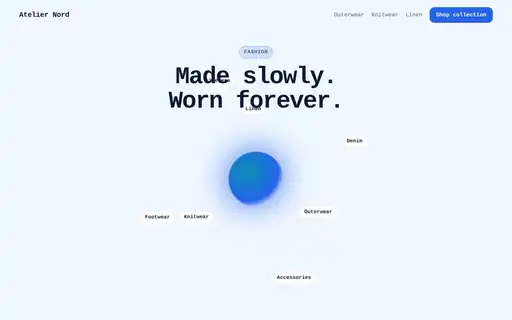 Atelier Nord
Outerwear Knitwear Linen Shop collection
FASHION
Made slowly.
Worn forever.
Linen
Denim
Outerwear
Footwear
Knitwear
Accessories